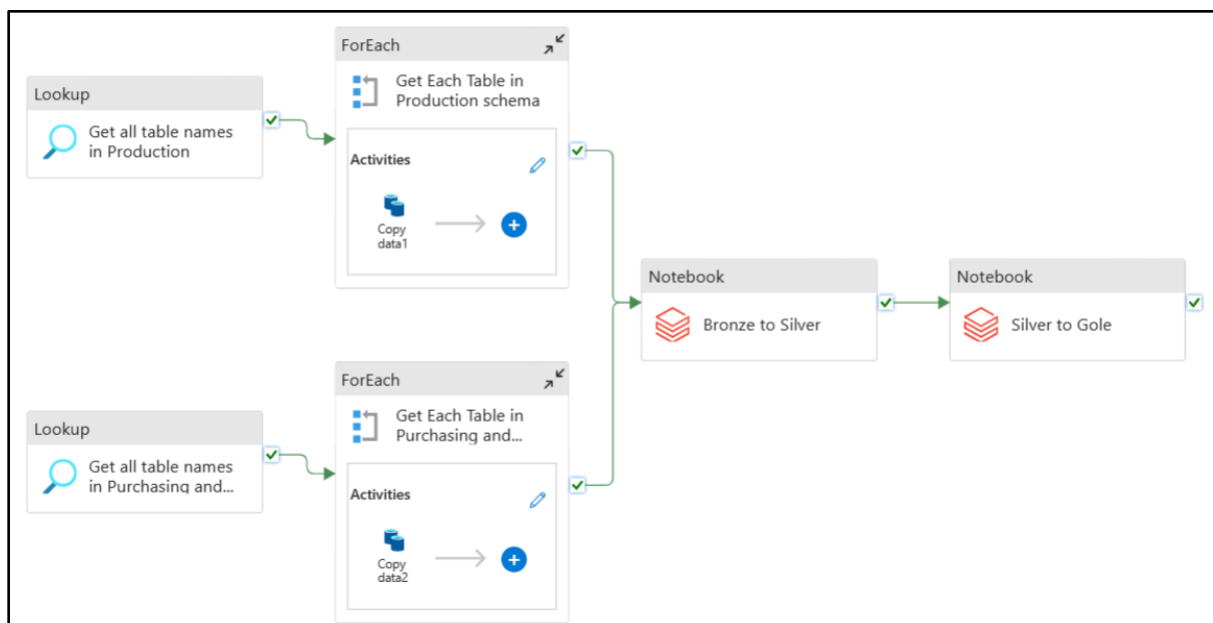 Lookup
Get all table names
in Production
ForEach
Get Each Table in
Production schema
Activities
Copy
data1
Lookup
Get all table names
in Purchasing and...
ForEach
Get Each Table in
Purchasing and...
Activities
Copy
data2
Notebook
Bronze to Silver
Notebook
Silver to Gole